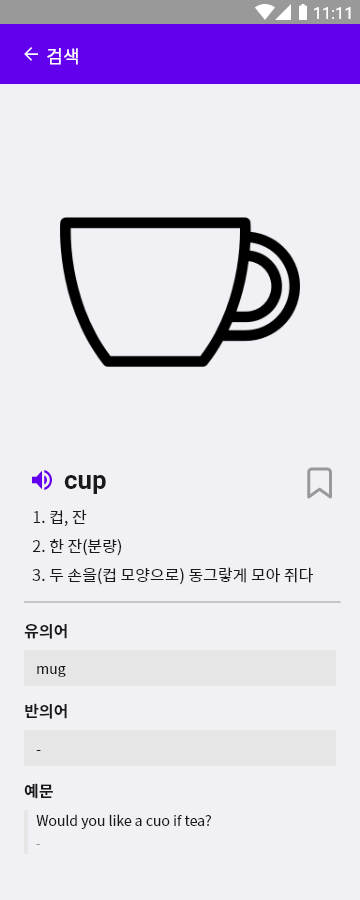 11:11
검색
cup
1. 컵, 잔
2. 한 잔(분량)
3. 두 손을(컵 모양으로) 동그랗게 모아 쥐다
유의어
mug
반의어
-
예문
Would you like a cuo if tea?
-